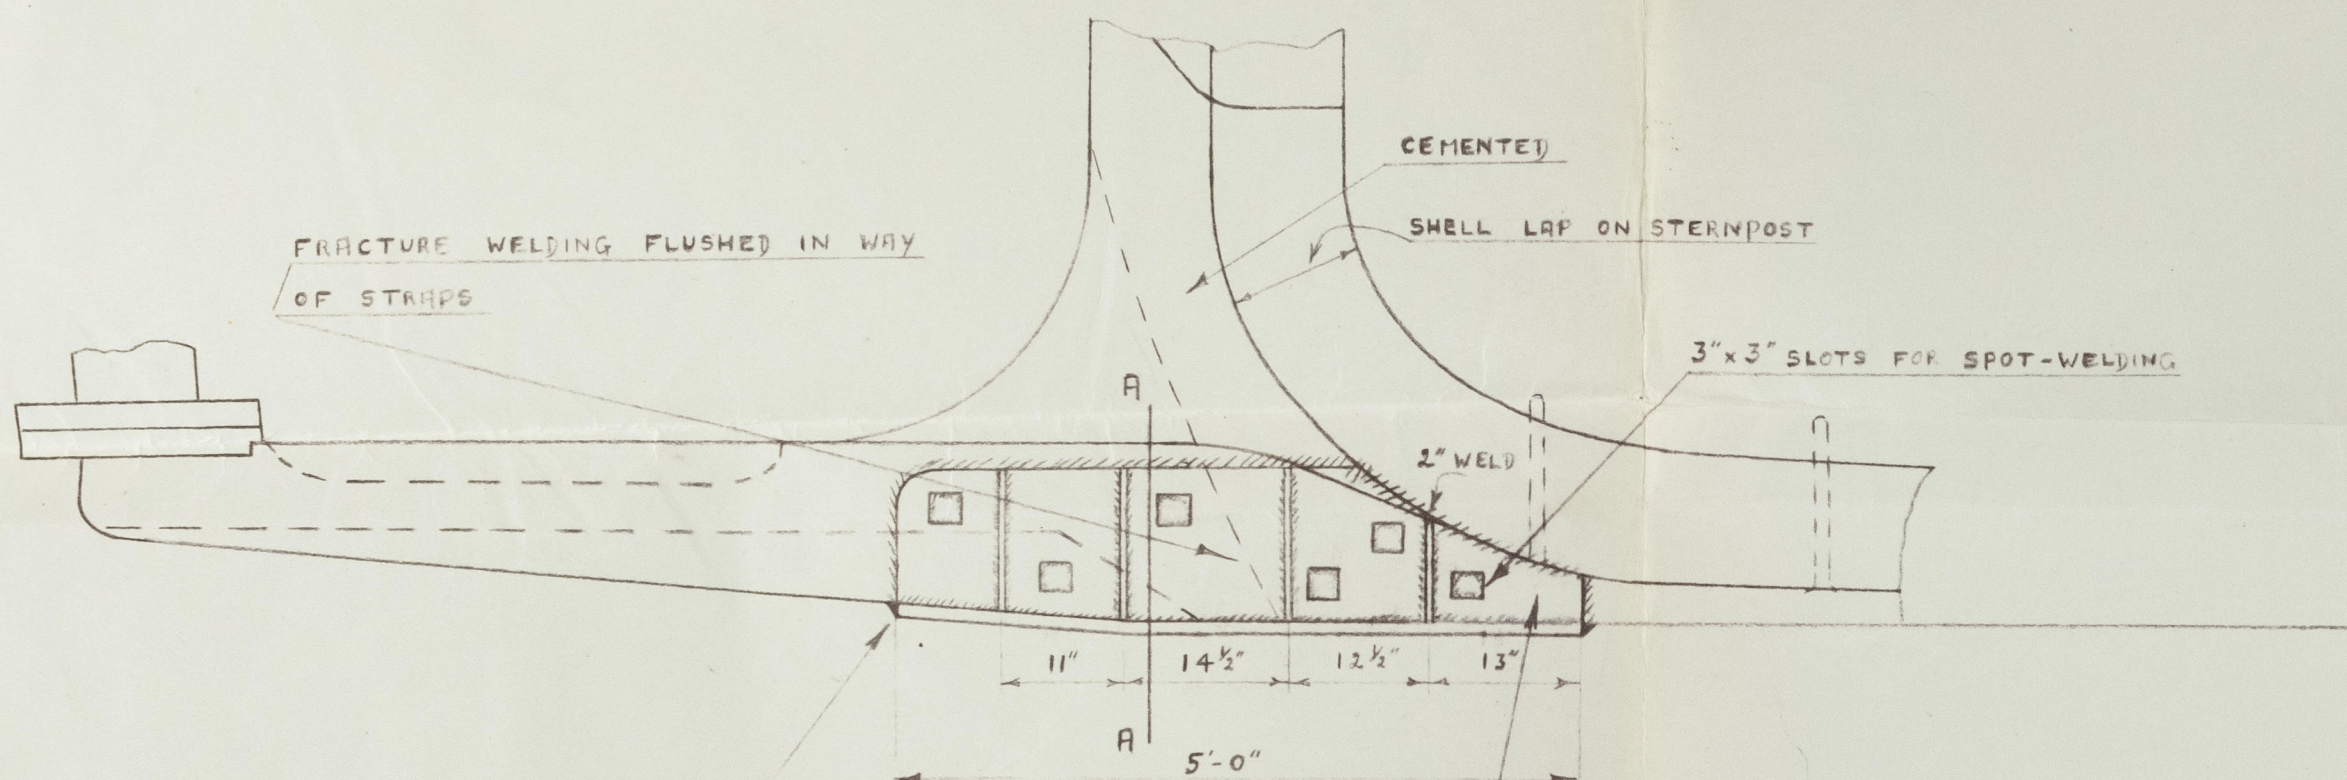 CEMENTED
SHELL LAP ON STERNPOST
FRACTURE WELDING FLUSHED IN WAY
OF STRAPS
3" x 3" SLOTS FOR SPOT-WELDING
A
2" WELD
11"
14½"
12½"
13"
A
5'-0"